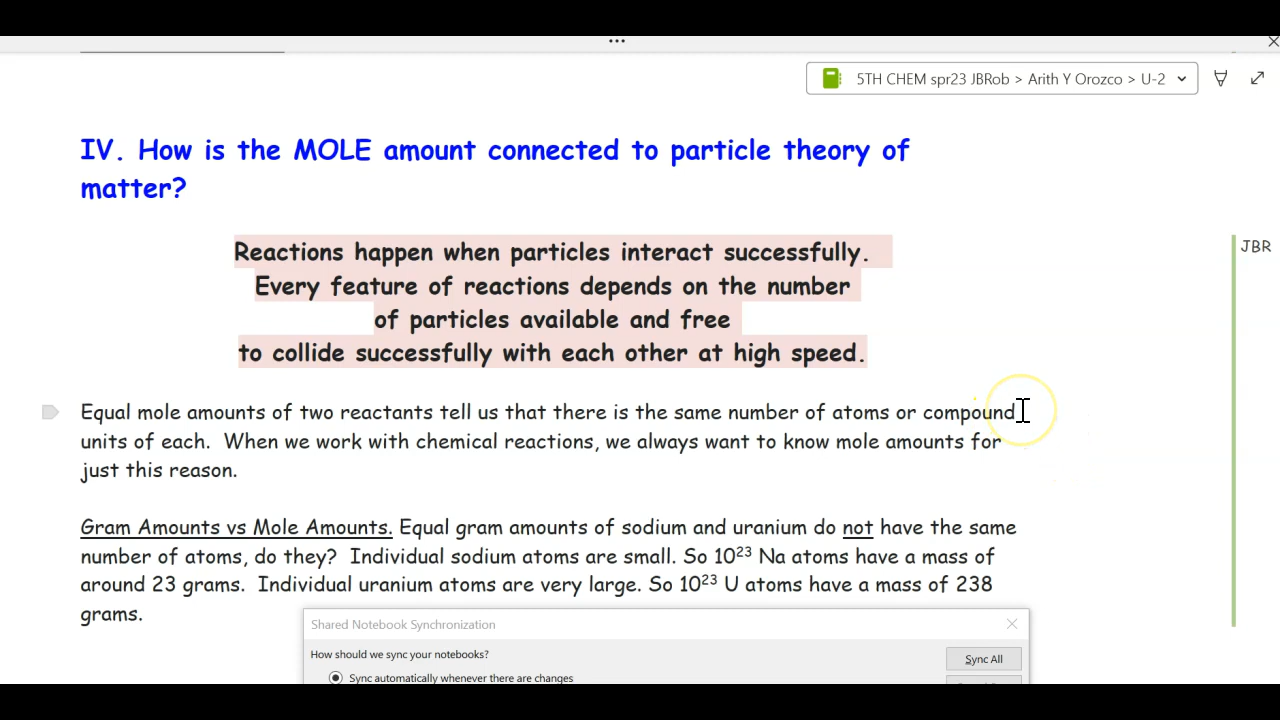 5TH CHEM spr23 JBRob > Arith Y Orozco > U-2
IV. How is the MOLE amount connected to particle theory of
matter?
Reactions happen when particles interact successfully.
JBR
Every feature of reactions depends on the number
of particles available and free
to collide successfully with each other at high speed.
Equal mole amounts of two reactants tell us that there is the same number of atoms or compound
units of each. When we work with chemical reactions, we always want to know mole amounts for
just this reason.
Gram Amounts vs Mole Amounts. Equal gram amounts of sodium and uranium do not have the same
number of atoms, do they? Individual sodium atoms are small. So 10²³ Na atoms have a mass of
around 23 grams. Individual uranium atoms are very large. So 10²³ U atoms have a mass of 238
grams.
Shared Notebook Synchronization
How should we sync your notebooks?
Sync All
Sync automatically whenever there are changes